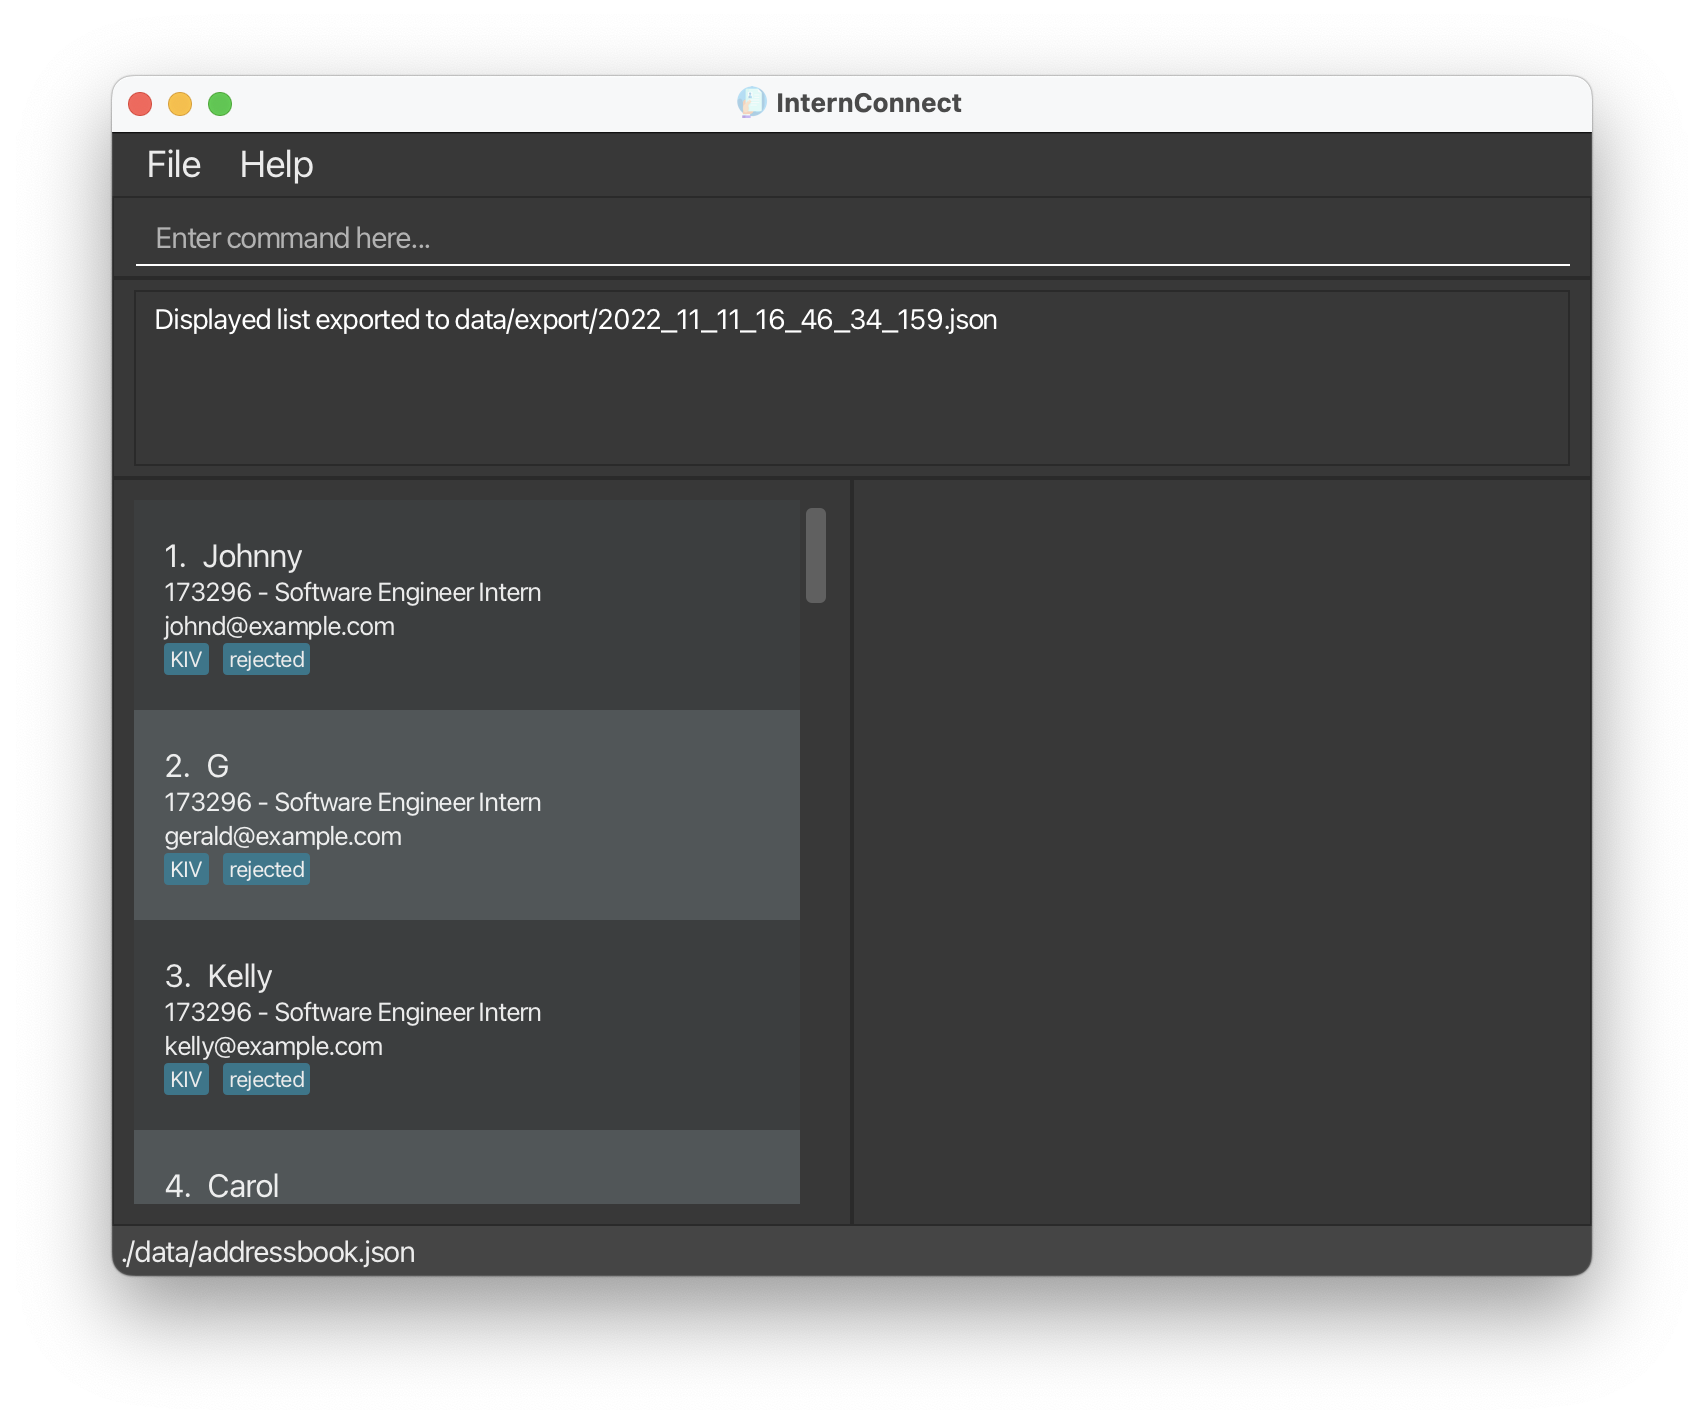 InternConnect
File Help
Enter command here...
Displayed list exported to data/export/2022_11_11_16_46_34_159.json
1. Johnny
173296 - Software Engineer Intern
johnd@example.com
KIV rejected
2. G
173296 - Software Engineer Intern
gerald@example.com
KIV rejected
3. Kelly
173296 - Software Engineer Intern
kelly@example.com
KIV rejected
4. Carol
./data/addressbook.json